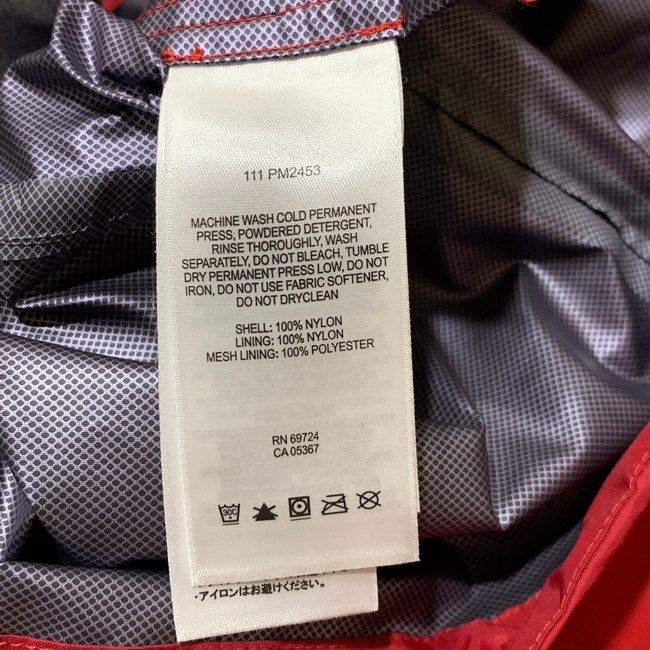 111 PM2453
MACHINE WASH COLD PERMANENT
PRESS, POWDERED DETERGENT,
RINSE THOROUGHLY, WASH
SEPARATELY, DO NOT BLEACH, TUMBLE
DRY PERMANENT PRESS LOW, DO NOT
IRON, DO NOT USE FABRIC SOFTENER,
DO NOT DRYCLEAN
SHELL: 100% NYLON
LINING: 100% NYLON
MESH LINING: 100% POLYESTER
RN 69724
CA 05367
30C
・アイロンはお避けください。